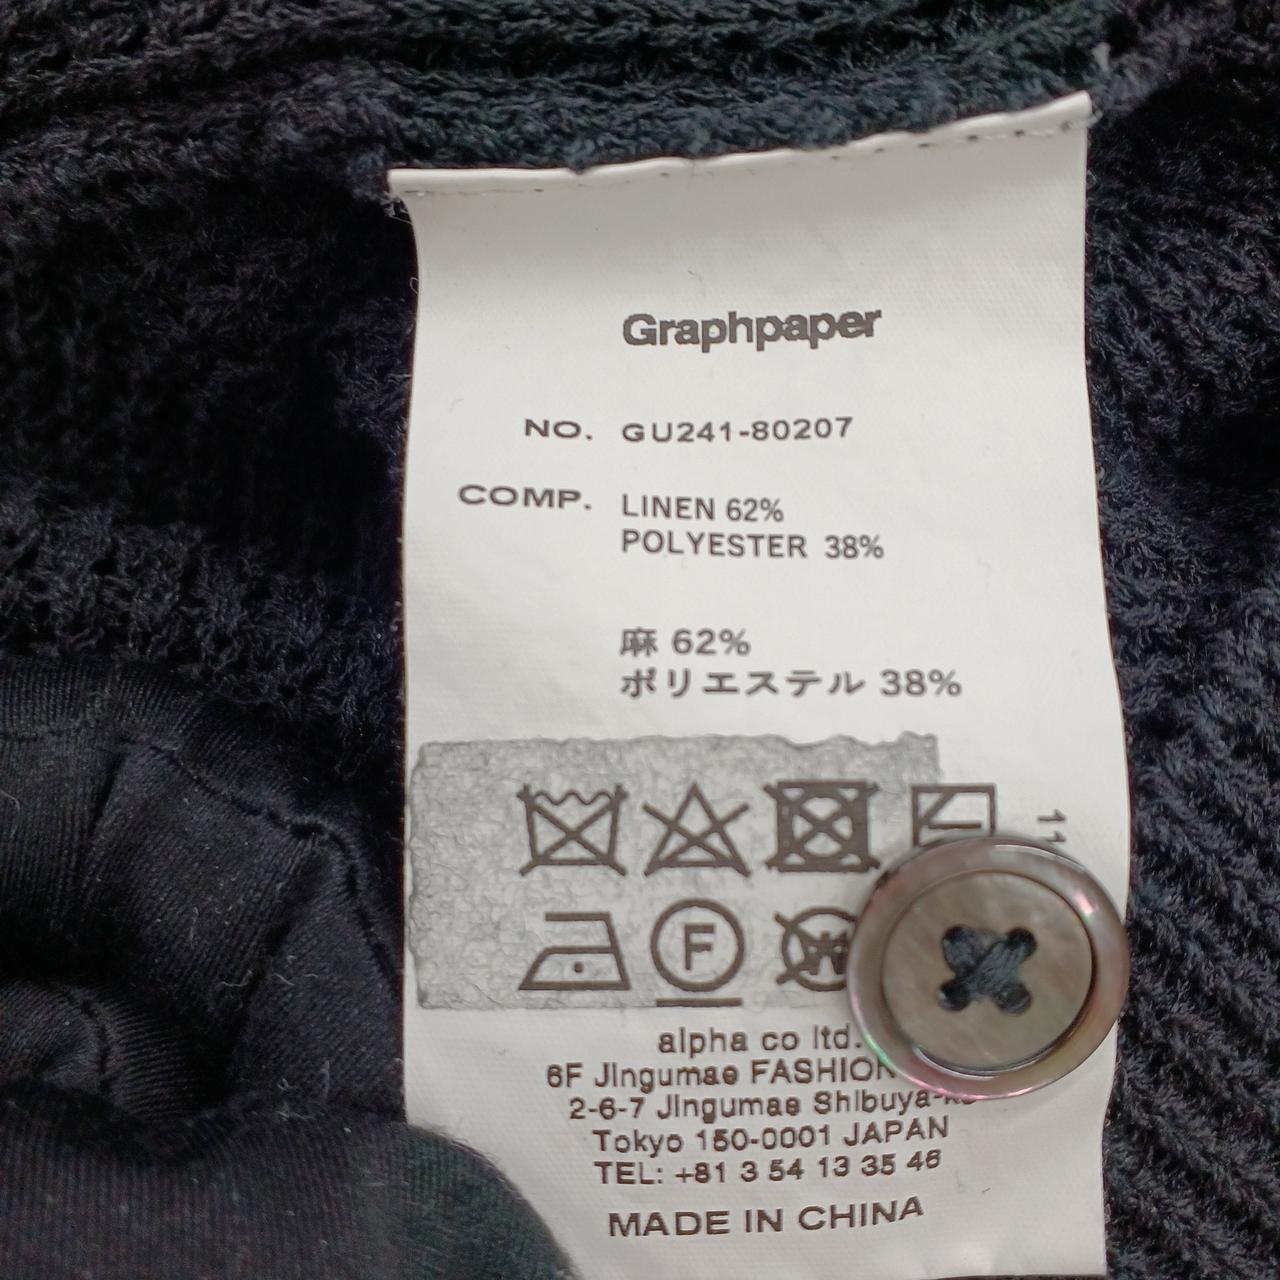 Graphpaper
NO. GU241-80207
COMP. LINEN 62%
POLYESTER 38%
麻 62%
ポリエステル 38%
11
F
W
alpha co ltd.
6F Jingumae FASHION
2-6-7 Jingumae Shibuya-ku
Tokyo 150-0001 JAPAN
TEL: +81 3 54 13 35 46
MADE IN CHINA